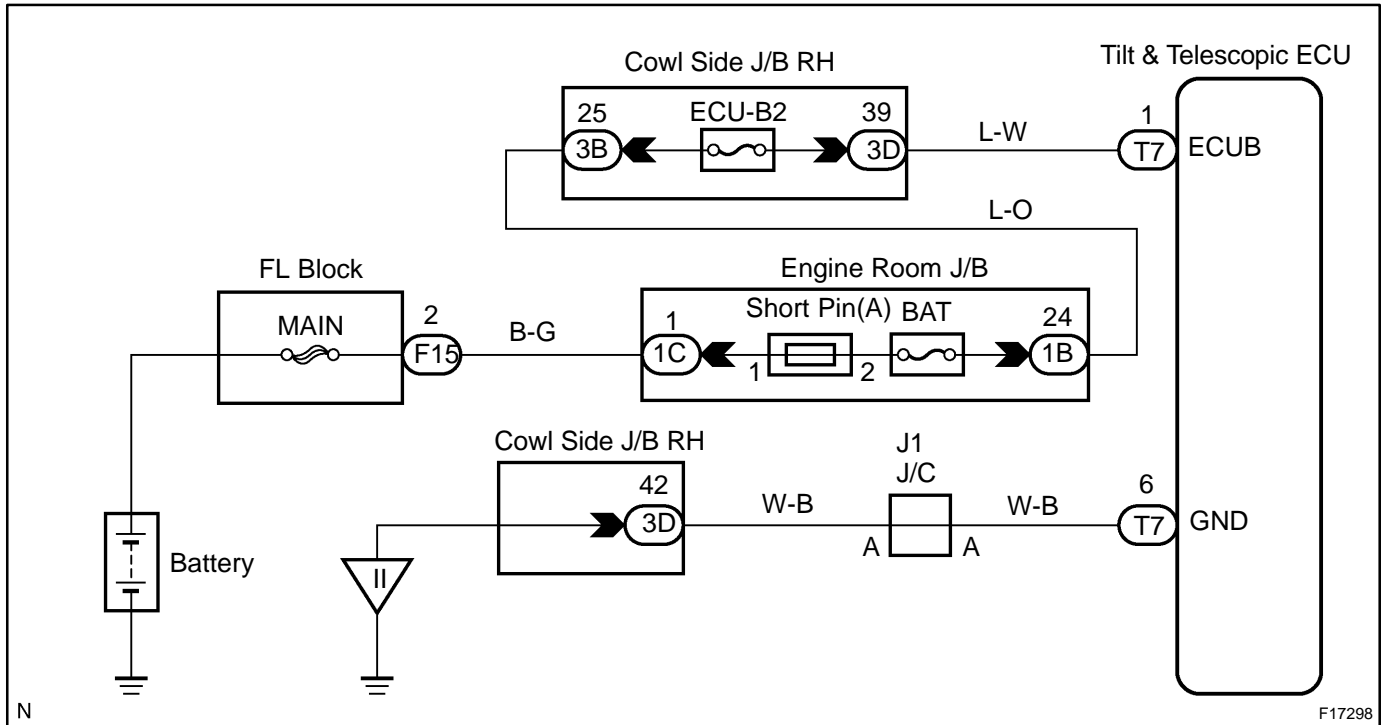 Cowl Side J/B RH
Tilt & Telescopic ECU
25
ECU-B2
39
3B
3D
L-W
1
T7
ECUB
L-O
FL Block
Engine Room J/B
MAIN
2
F15
B-G
1
1C
Short Pin(A)
BAT
24
1B
1
2
Cowl Side J/B RH
42
3D
W-B
J1
J/C
A
A
W-B
6
T7
GND
Battery
II
N
F17298